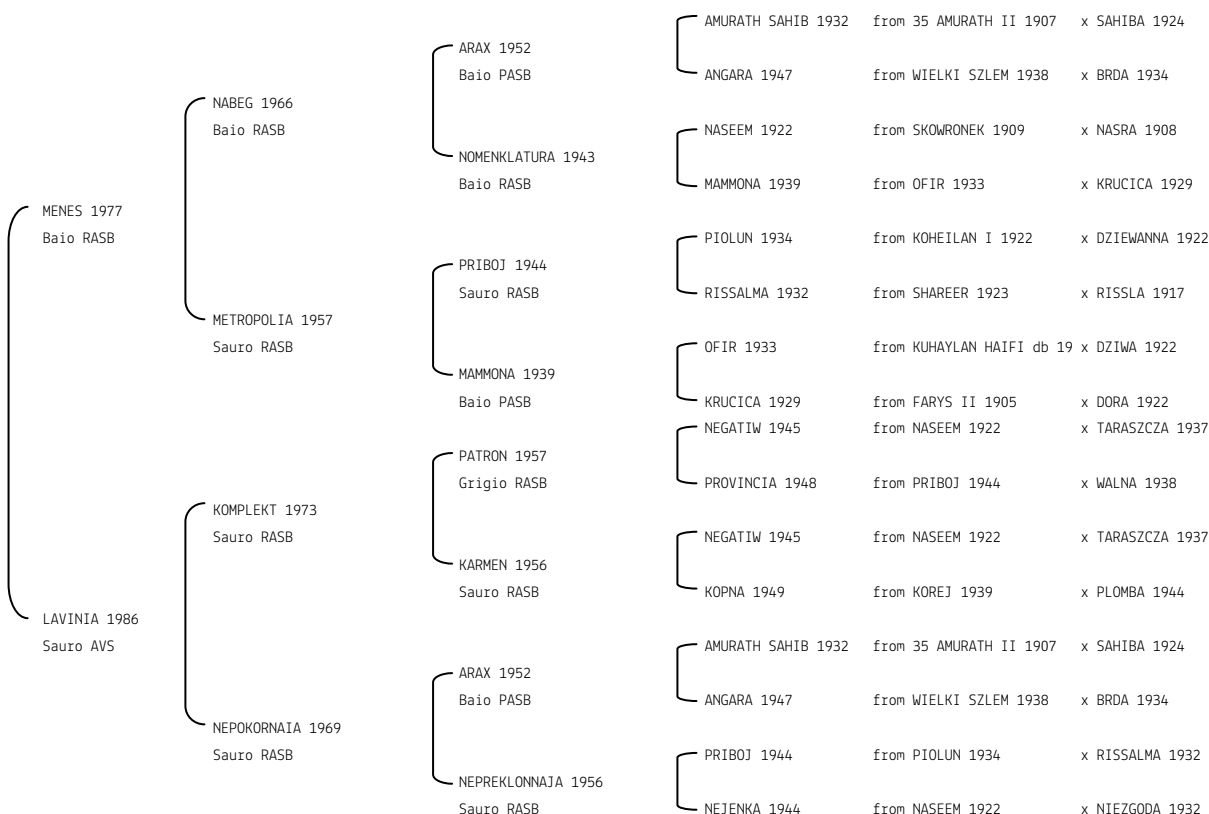 AMURATH SAHIB 1932 from 35 AMURATH II 1907 x SAHIBA 1924
ARAX 1952
Baio PASB
ANGARA 1947 from WIELKI SZLEM 1938 x BRDA 1934
NABEG 1966
Baio RASB
NASEEM 1922 from SKOWRONEK 1909 x NASRA 1908
NOMENKLATURA 1943
Baio RASB
MAMMONA 1939 from OFIR 1933 x KRUCICA 1929
MENES 1977
Baio RASB
PIOLUN 1934 from KOHEILAN I 1922 x DZIEWANNA 1922
PRIBOJ 1944
Sauro RASB
RISSALMA 1932 from SHAREER 1923 x RISSLA 1917
METROPOLIA 1957
Sauro RASB
OFIR 1933 from KUHAYLAN HAIFI db 19 x DZIWA 1922
MAMMONA 1939
Baio PASB
KRUCICA 1929 from FARYS II 1905 x DORA 1922
NEGATIW 1945 from NASEEM 1922 x TARASZCZA 1937
PATRON 1957
Grigio RASB
PROVINCIA 1948 from PRIBOJ 1944 x WALNA 1938
KOMPLEKT 1973
Sauro RASB
NEGATIW 1945 from NASEEM 1922 x TARASZCZA 1937
KARMEN 1956
Sauro RASB
KOPNA 1949 from KOREJ 1939 x PLOMBA 1944
LAVINIA 1986
Sauro AVS
AMURATH SAHIB 1932 from 35 AMURATH II 1907 x SAHIBA 1924
ARAX 1952
Baio PASB
ANGARA 1947 from WIELKI SZLEM 1938 x BRDA 1934
NEPOKORNAIA 1969
Sauro RASB
PRIBOJ 1944 from PIOLUN 1934 x RISSALMA 1932
NEPREKLONNAJA 1956
Sauro RASB
NEJENKA 1944 from NASEEM 1922 x NIEZGODA 1932